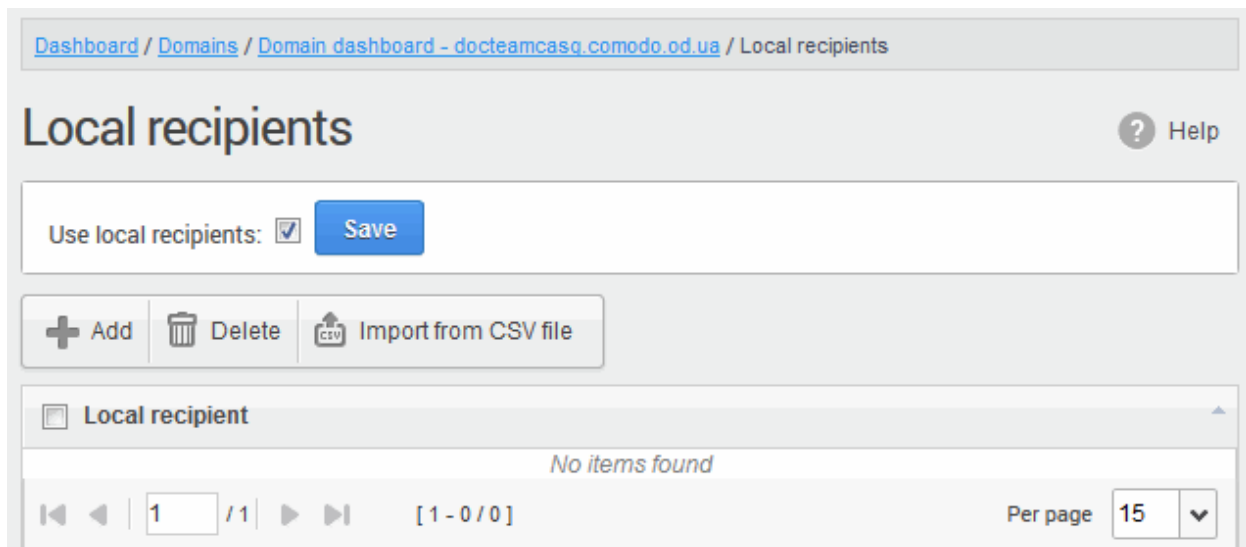 Dashboard / Domains / Domain dashboard - docteamcasg.comodo.od.ua / Local recipients
Local recipients
Help
Use local recipients: Save
Add Delete Import from CSV file
Local recipient
No items found
1 / 1 [ 1 - 0 / 0 ] Per page 15